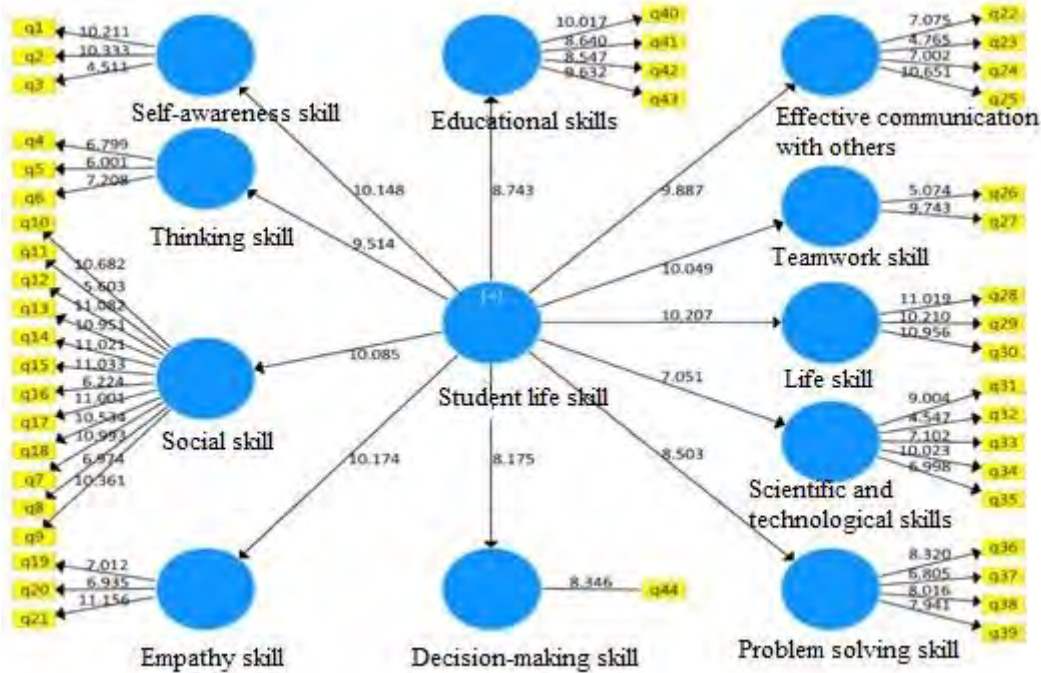 q1
10.211
q2
10.333
q3
4.511
Self-awareness skill
q40
10.017
q41
8.640
q42
8.547
q43
9.632
Educational skills
q22
7.075
q23
4.765
q24
7.002
q25
10.651
Effective communication
with others
q4
6.799
q5
6.001
q6
7.208
Thinking skill
10.148
8.743
9.887
9.514
q26
5.074
q27
9.743
Teamwork skill
10.049
q10
10.682
q11
5.603
q12
11.082
q13
10.951
q14
11.021
q15
11.033
q16
6.224
q17
11.001
q18
10.534
q7
10.993
q8
6.974
q9
10.361
Social skill
10.085
Student life skill
10.207
q28
11.019
q29
10.210
q30
10.956
Life skill
7.051
q31
9.004
q32
4.547
q33
7.102
q34
10.023
q35
6.998
Scientific and
technological skills
10.174
8.175
8.503
q19
7.012
q20
6.935
q21
11.156
Empathy skill
8.346
q44
Decision-making skill
q36
8.320
q37
6.805
q38
8.016
q39
7.941
Problem solving skill